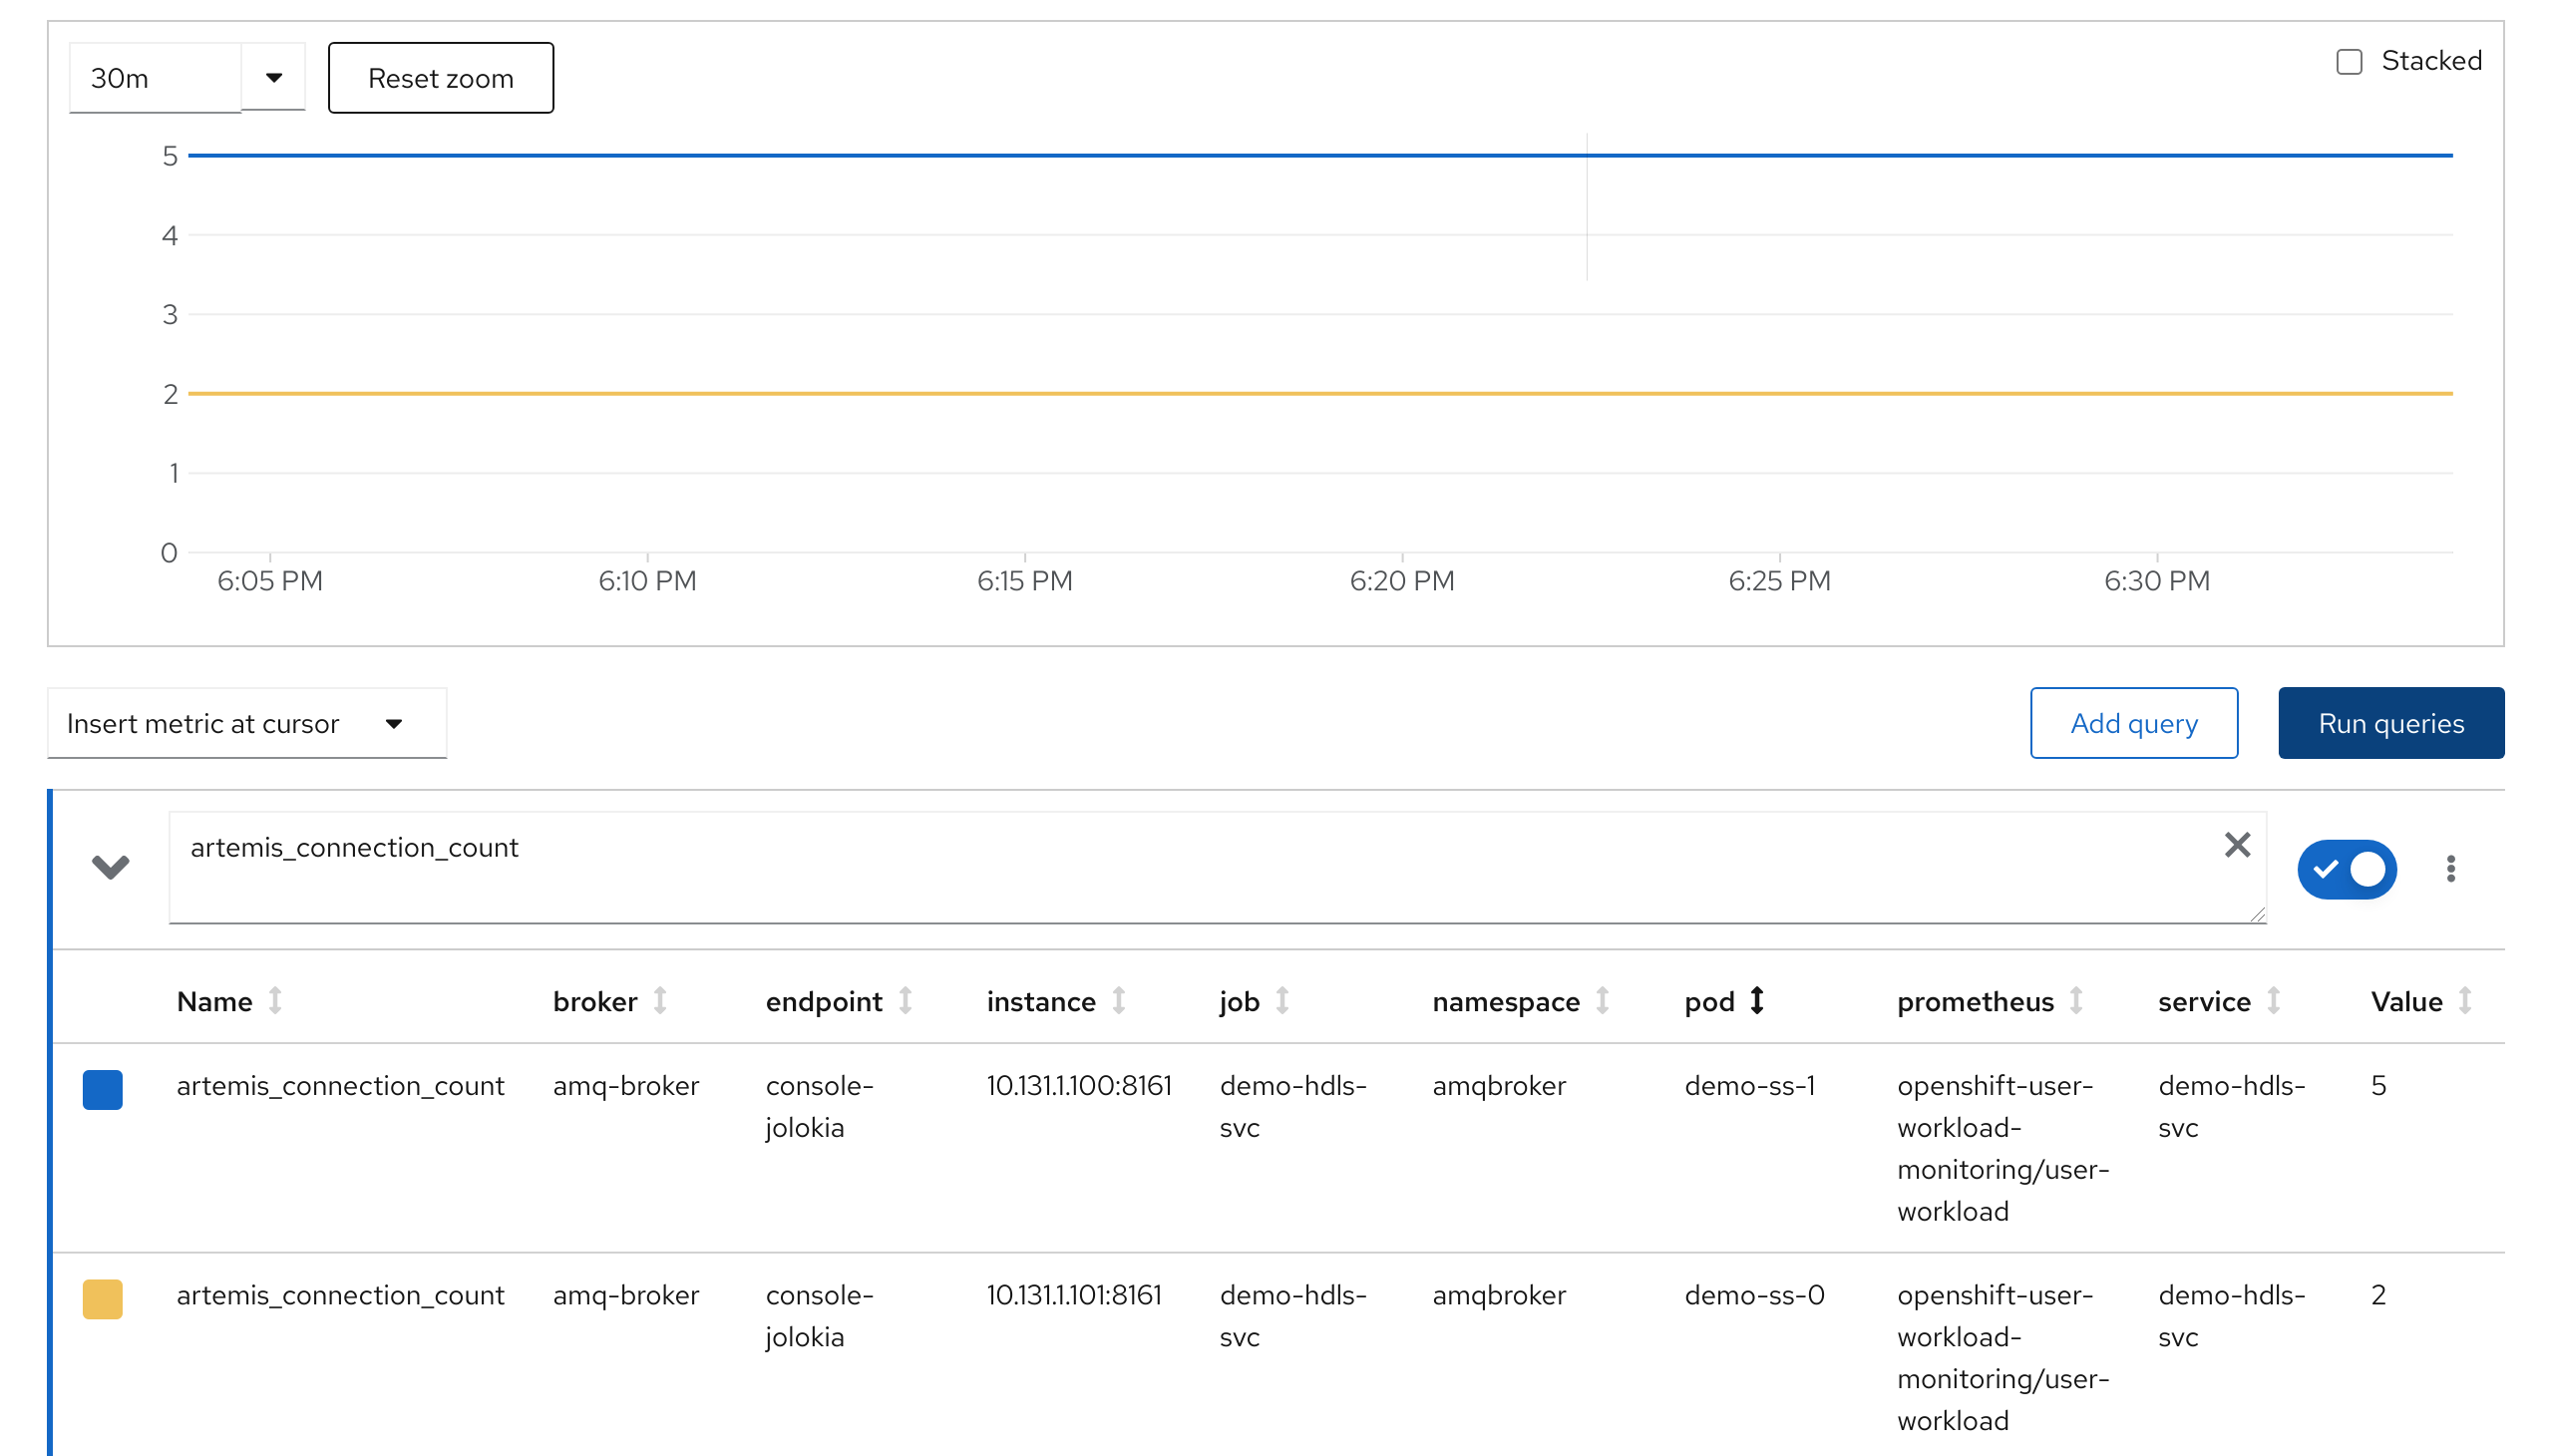 30m Reset zoom Stacked
5
4
3
2
1
0
6:05 PM 6:10 PM 6:15 PM 6:20 PM 6:25 PM 6:30 PM
Insert metric at cursor Add query Run queries
artemis_connection_count
Name broker endpoint instance job namespace pod prometheus service Value
artemis_connection_count amq-broker console- 10.131.1.100:8161 demo-hdls- amqbroker demo-ss-1 openshift-user- demo-hdls- 5
jolokia svc workload- svc
monitoring/user-
workload
artemis_connection_count amq-broker console- 10.131.1.101:8161 demo-hdls- amqbroker demo-ss-0 openshift-user- demo-hdls- 2
jolokia svc workload- svc
monitoring/user-
workload